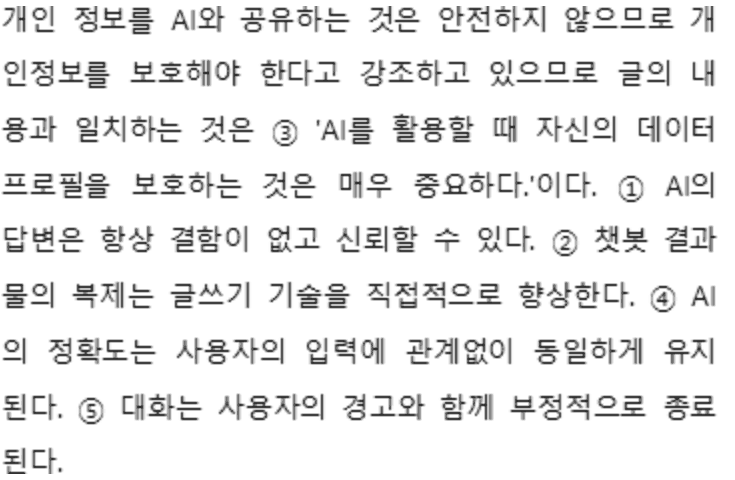 개인 정보를 AI와 공유하는 것은 안전하지 않으므로 개
인정보를 보호해야 한다고 강조하고 있으므로 글의 내
용과 일치하는 것은 ③ 'AI를 활용할 때 자신의 데이터
프로필을 보호하는 것은 매우 중요하다.'이다. ① AI의
답변은 항상 결함이 없고 신뢰할 수 있다. ② 챗봇 결과
물의 복제는 글쓰기 기술을 직접적으로 향상한다. ④ AI
의 정확도는 사용자의 입력에 관계없이 동일하게 유지
된다. ⑤ 대화는 사용자의 경고와 함께 부정적으로 종료
된다.